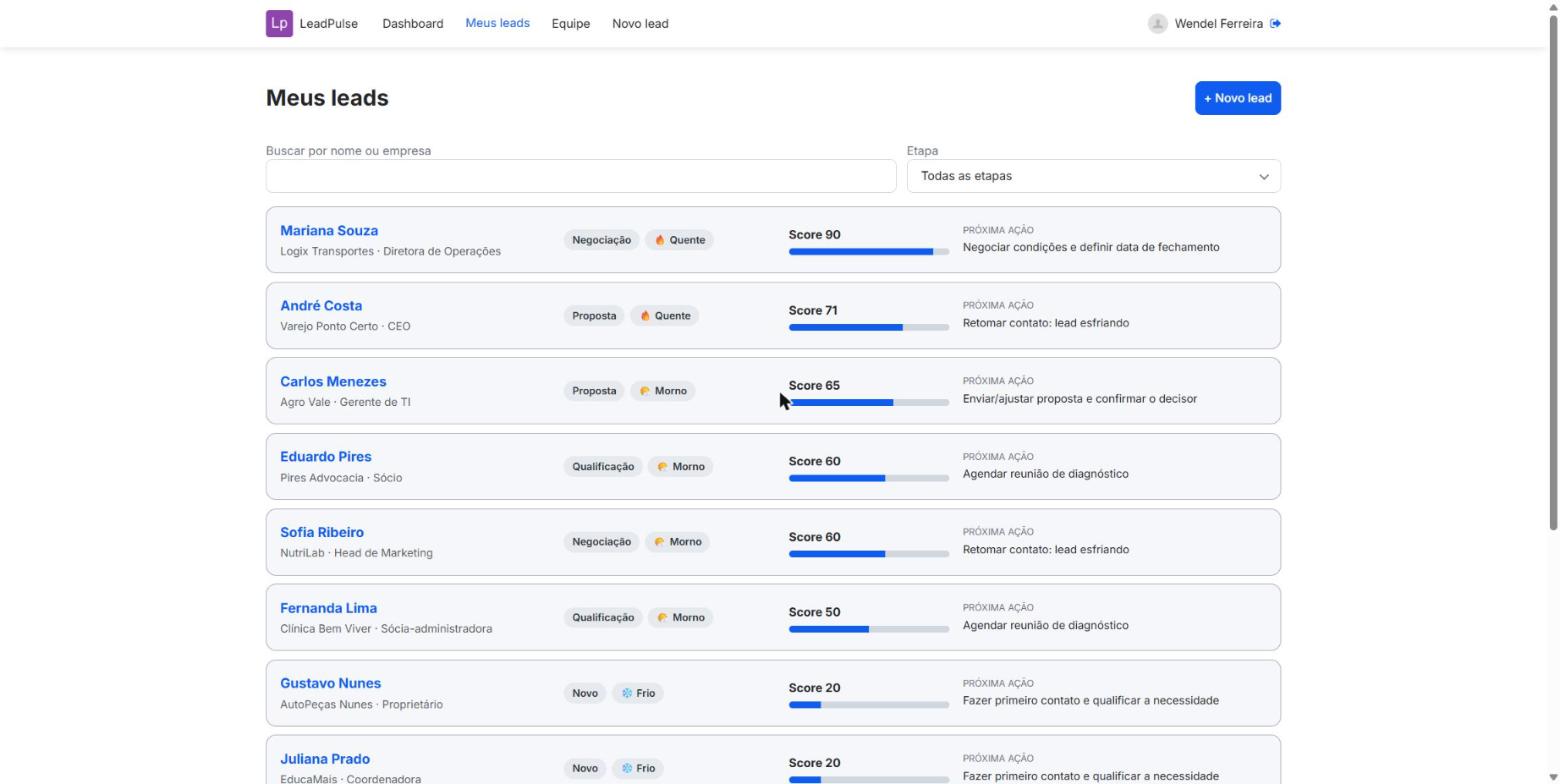 Lp LeadPulse Dashboard Meus leads Equipe Novo lead Wendel Ferreira
Meus leads
+ Novo lead
Buscar por nome ou empresa
Etapa
Todas as etapas
Mariana Souza
Logix Transportes · Diretora de Operações
Negociação
Quente
Score 90
PRÓXIMA AÇÃO
Negociar condições e definir data de fechamento
André Costa
Varejo Ponto Certo · CEO
Proposta
Quente
Score 71
PRÓXIMA AÇÃO
Retomar contato: lead esfriando
Carlos Menezes
Agro Vale · Gerente de TI
Proposta
Morno
Score 65
PRÓXIMA AÇÃO
Enviar/ajustar proposta e confirmar o decisor
Eduardo Pires
Pires Advocacia · Sócio
Qualificação
Morno
Score 60
PRÓXIMA AÇÃO
Agendar reunião de diagnóstico
Sofia Ribeiro
NutriLab · Head de Marketing
Negociação
Morno
Score 60
PRÓXIMA AÇÃO
Retomar contato: lead esfriando
Fernanda Lima
Clínica Bem Viver · Sócia-administradora
Qualificação
Morno
Score 50
PRÓXIMA AÇÃO
Agendar reunião de diagnóstico
Gustavo Nunes
AutoPeças Nunes · Proprietário
Novo
Frio
Score 20
PRÓXIMA AÇÃO
Fazer primeiro contato e qualificar a necessidade
Juliana Prado
EducaMais · Coordenadora
Novo
Frio
Score 20
PRÓXIMA AÇÃO
Fazer primeiro contato e qualificar a necessidade